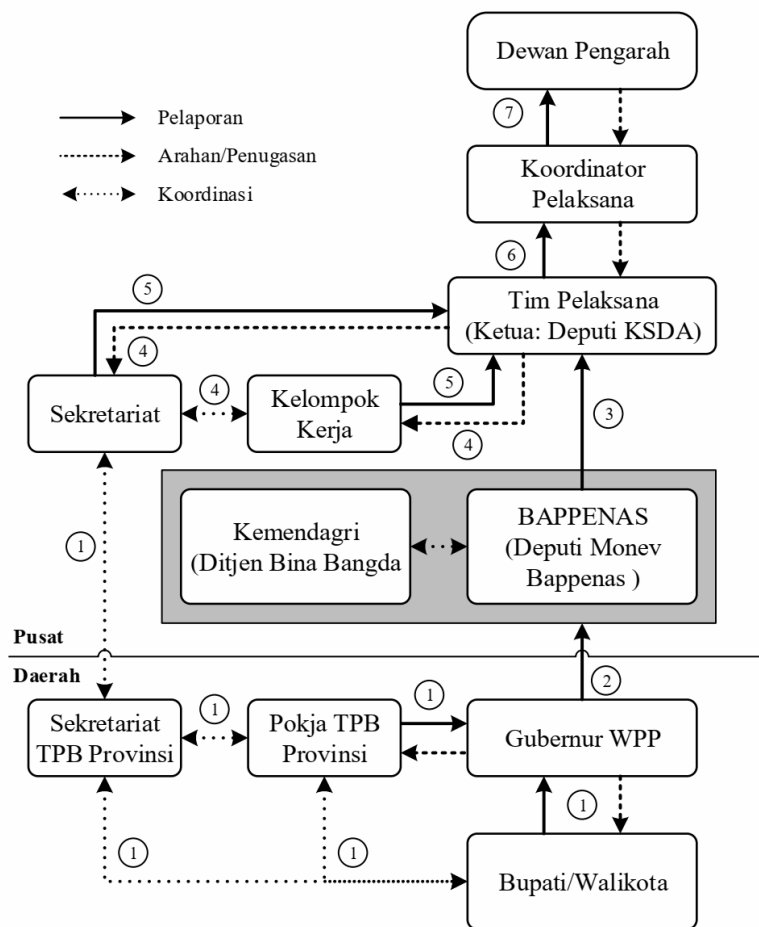 Dewan Pengarah
7
Pelaporan
Arahan/Penugasan
Koordinasi
Koordinator
Pelaksana
6
5
Tim Pelaksana
(Ketua: Deputi KSDA)
4
Sekretariat
4
Kelompok
Kerja
5
4
3
Kemendagri
(Ditjen Bina Bangda
BAPPENAS
(Deputi Monev
Bappenas )
1
Pusat
Daerah
2
Sekretariat
TPB Provinsi
1
Pokja TPB
Provinsi
1
Gubernur WPP
1
1
1
Bupati/Walikota